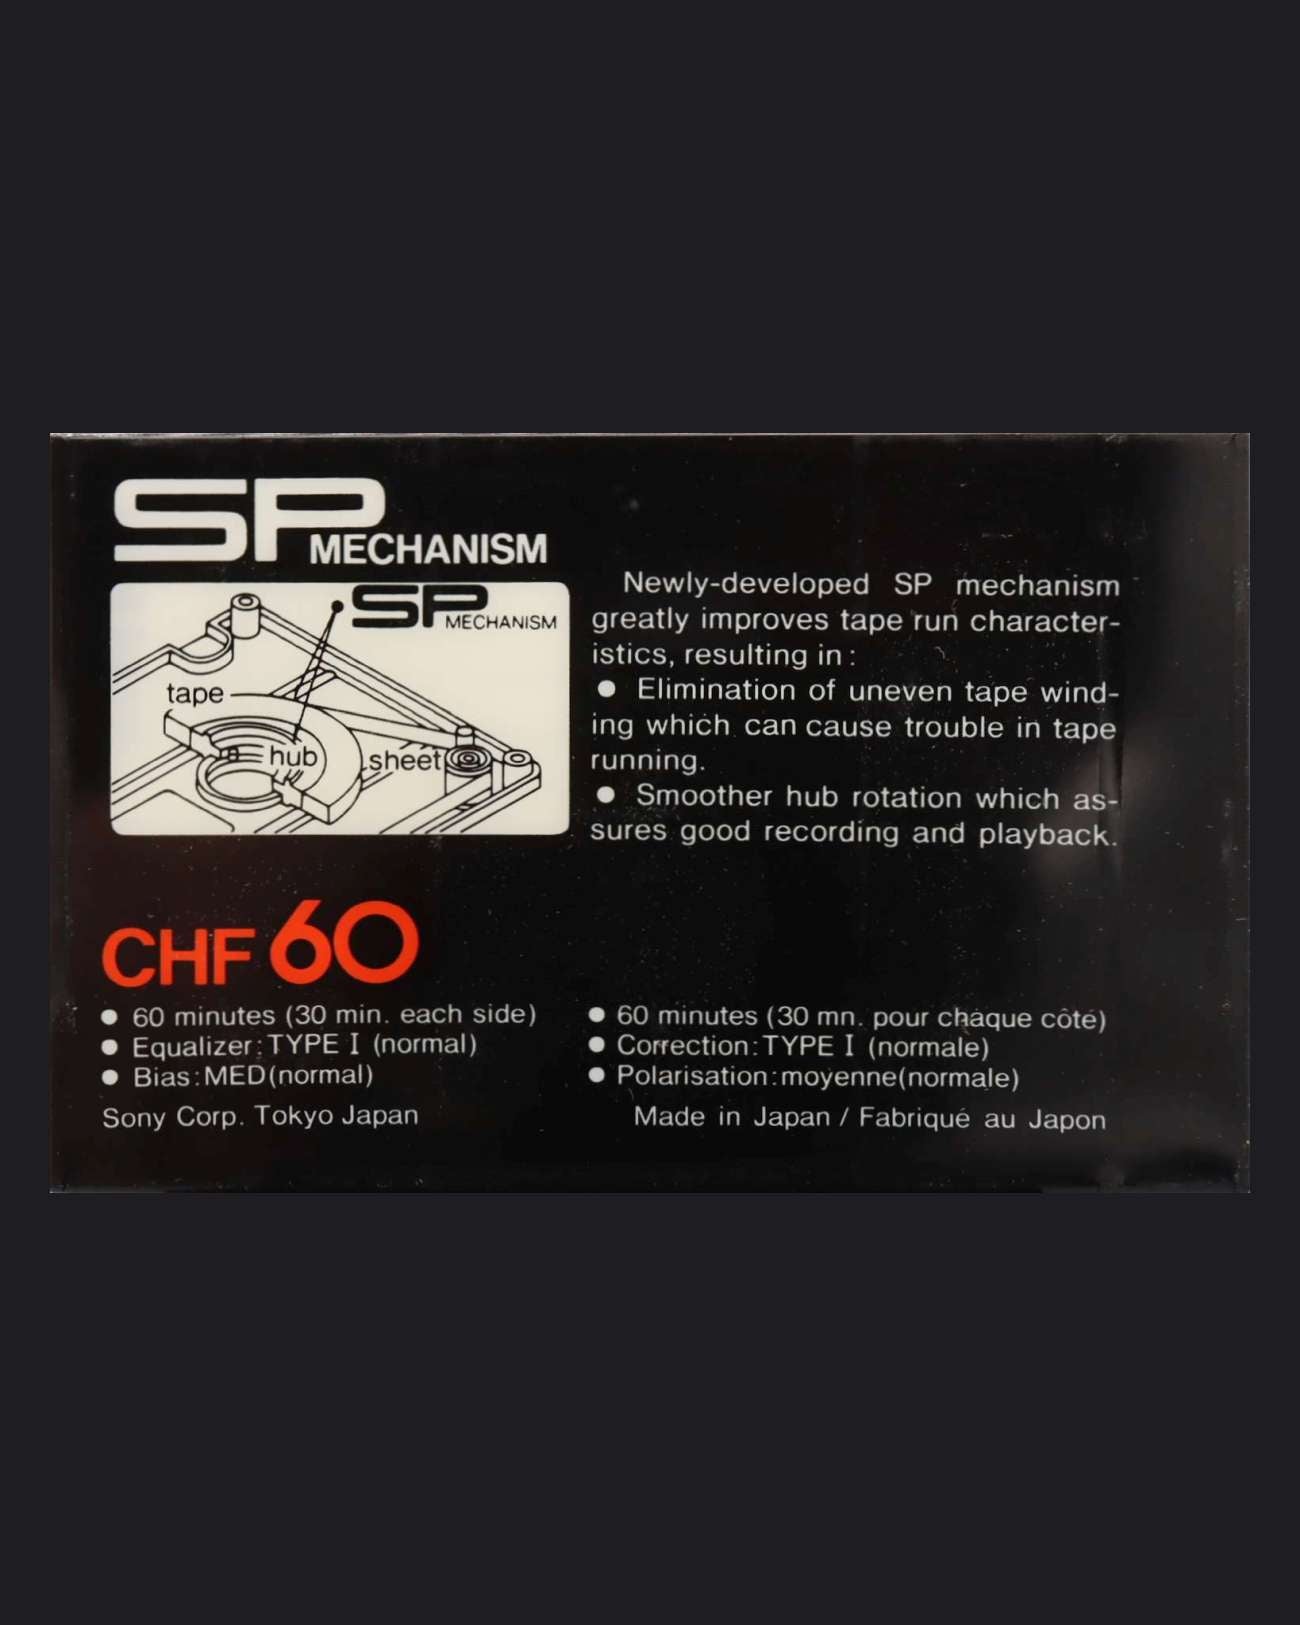 SP MECHANISM
SP MECHANISM
tape
hub
sheet
Newly-developed SP mechanism
greatly improves tape run character-
istics, resulting in :
● Elimination of uneven tape wind-
ing which can cause trouble in tape
running.
● Smoother hub rotation which as-
sures good recording and playback.
CHF 60
● 60 minutes (30 min. each side)
● Equalizer: TYPE I (normal)
● Bias: MED(normal)
Sony Corp. Tokyo Japan
● 60 minutes (30 mn. pour cháque côté)
● Correction: TYPE I (normale)
● Polarisation: moyenne(normale)
Made in Japan / Fabriqué au Japon